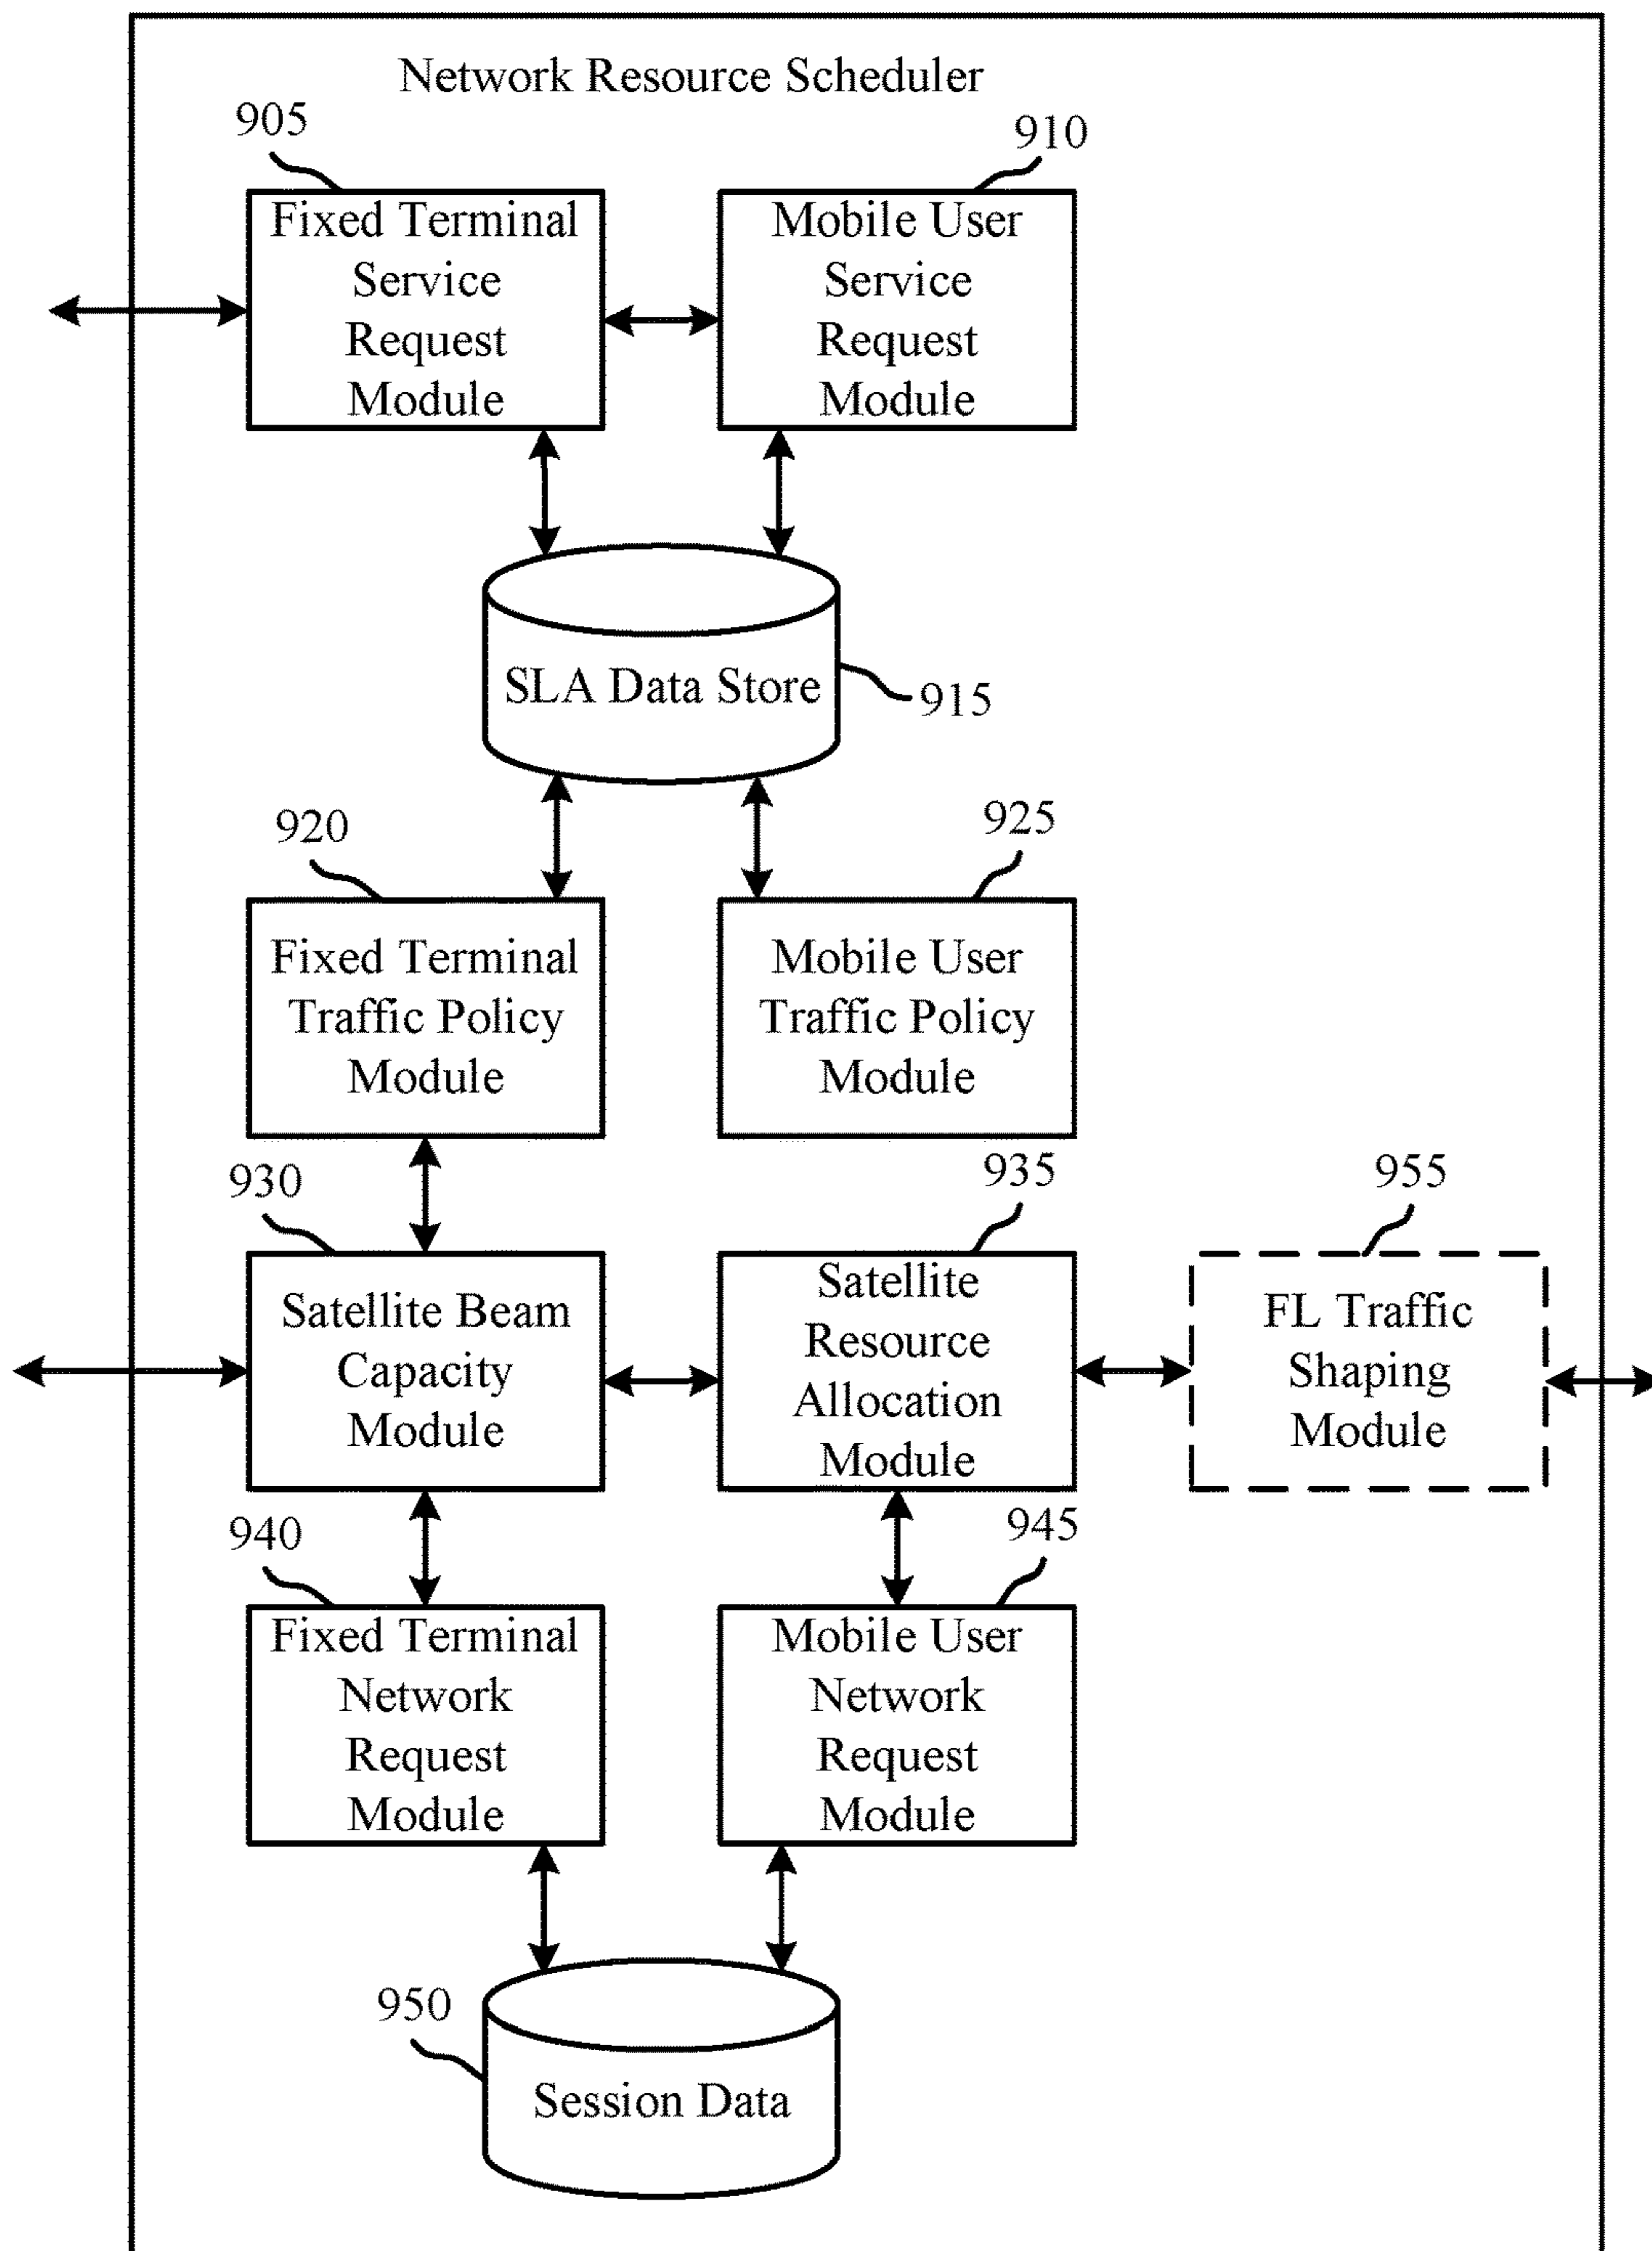 Network Resource Scheduler
905
910
Fixed Terminal
Service
Request
Module
Mobile User
Service
Request
Module
SLA Data Store
915
920
925
Fixed Terminal
Traffic Policy
Module
Mobile User
Traffic Policy
Module
930
935
955
Satellite Beam
Capacity
Module
Satellite
Resource
Allocation
Module
FL Traffic
Shaping
Module
940
945
Fixed Terminal
Network
Request
Module
Mobile User
Network
Request
Module
950
Session Data